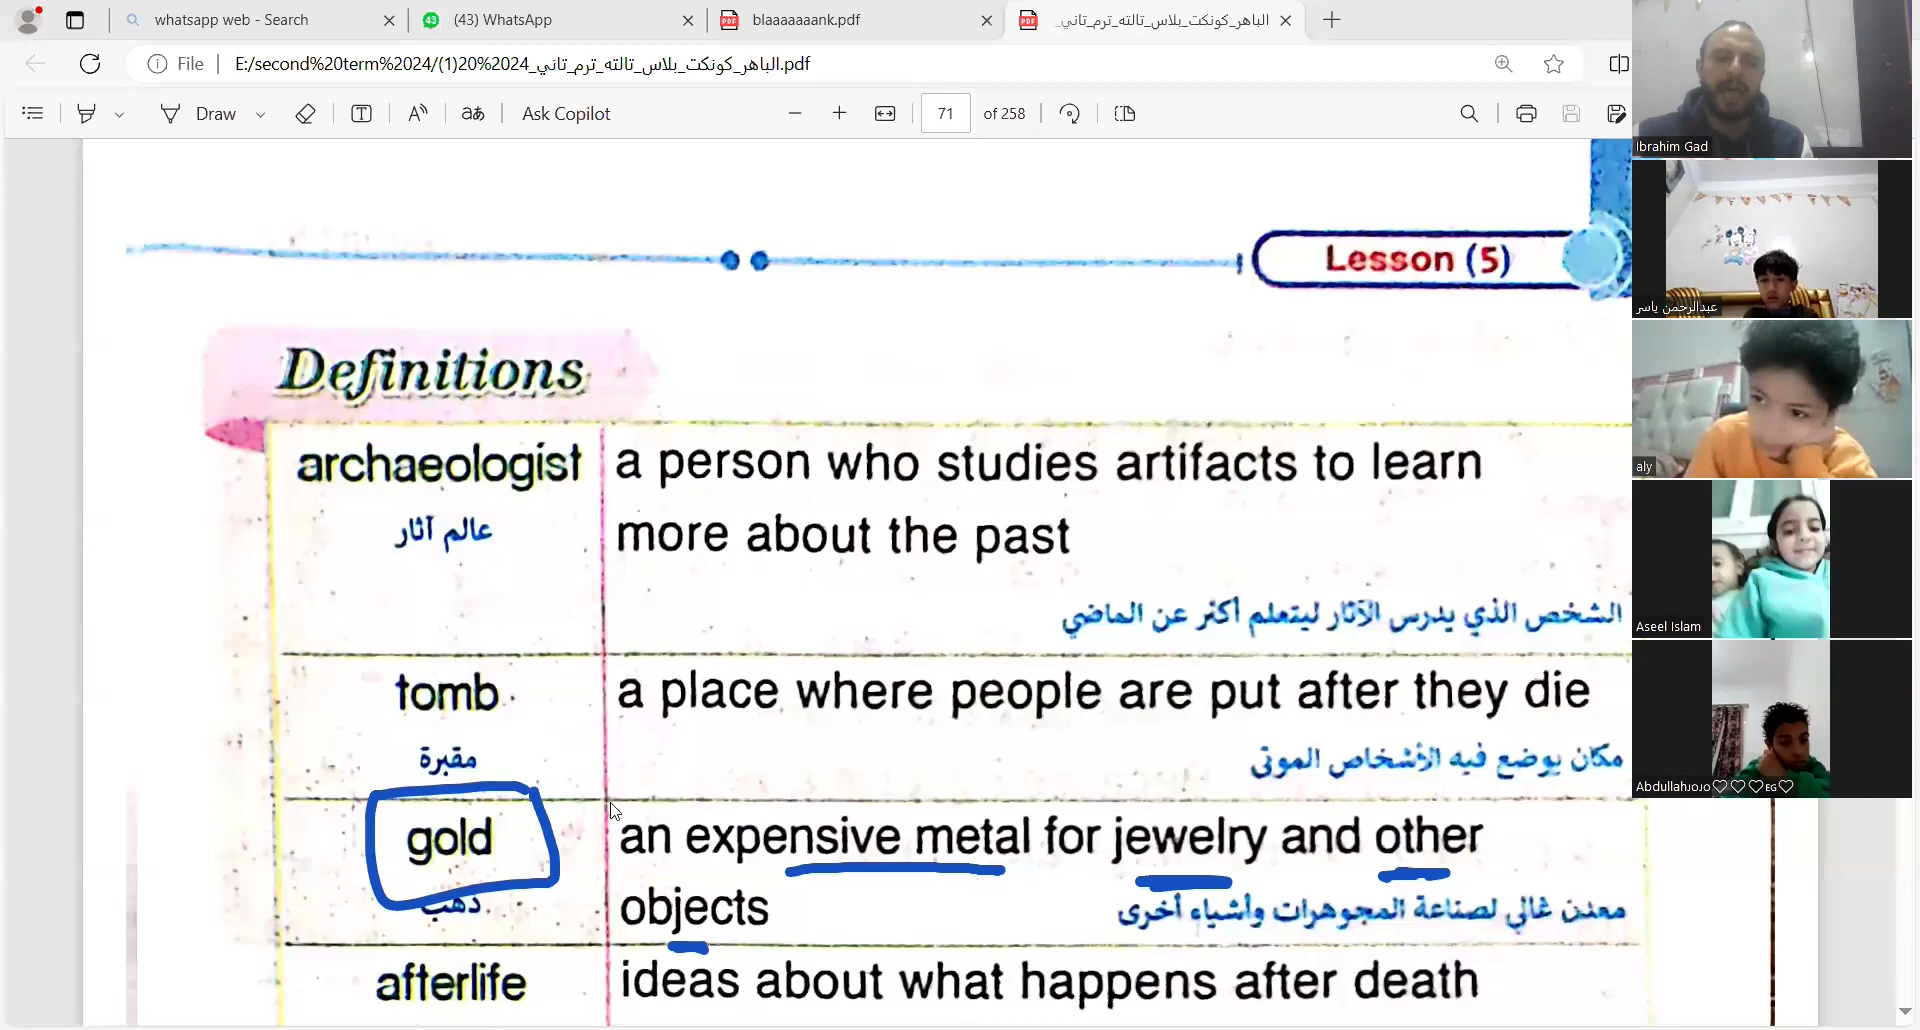 whatsapp web - Search
(43) WhatsApp
blaaaaaaank.pdf
الباهر_كونكت_بلاس_تالته_ترم_تاني_
File
E:/second%20term%2024/(1)20%2024_الباهر_كونكت_بلاس_تالته_ترم_تاني.pdf
Draw
Ask Copilot
71 of 258
Lesson (5)
Definitions
archaeologist
عالم آثار
a person who studies artifacts to learn
more about the past
الشخص الذي يدرس الآثار ليتعلم أكثر عن الماضي
tomb
مقبرة
a place where people are put after they die
مكان يوضع فيه الأشخاص الموتى
gold
ذهب
an expensive metal for jewelry and other
objects
معدن غالي لصناعة المجوهرات وأشياء أخرى
afterlife
ideas about what happens after death
Ibrahim Gad
عبدالرحمن ياسر
aly
Aseel Islam
Abdullahᴊᴏᴊᴏ♡♡♡ᴇɢ♡